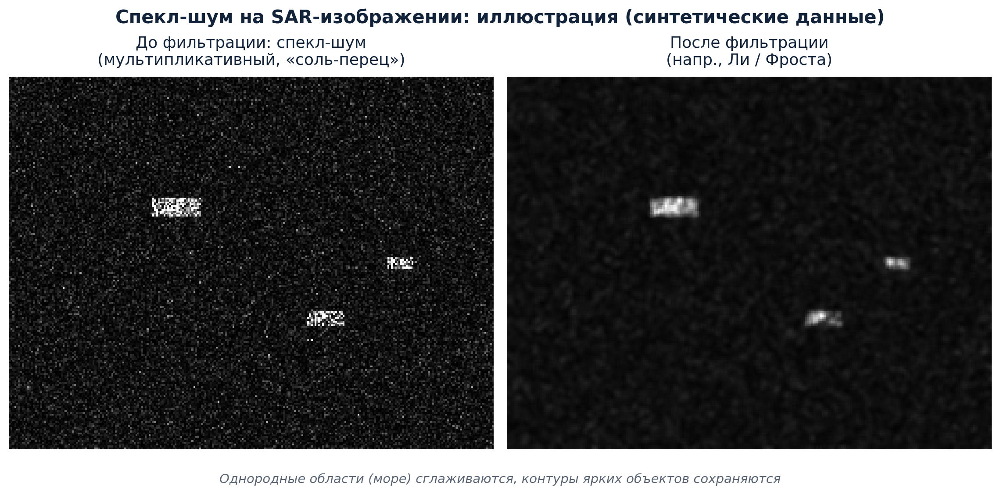 Спекл-шум на SAR-изображении: иллюстрация (синтетические данные)
До фильтрации: спекл-шум
(мультипликативный, «соль-перец»)
После фильтрации
(напр., Ли / Фроста)
Однородные области (море) сглаживаются, контуры ярких объектов сохраняются